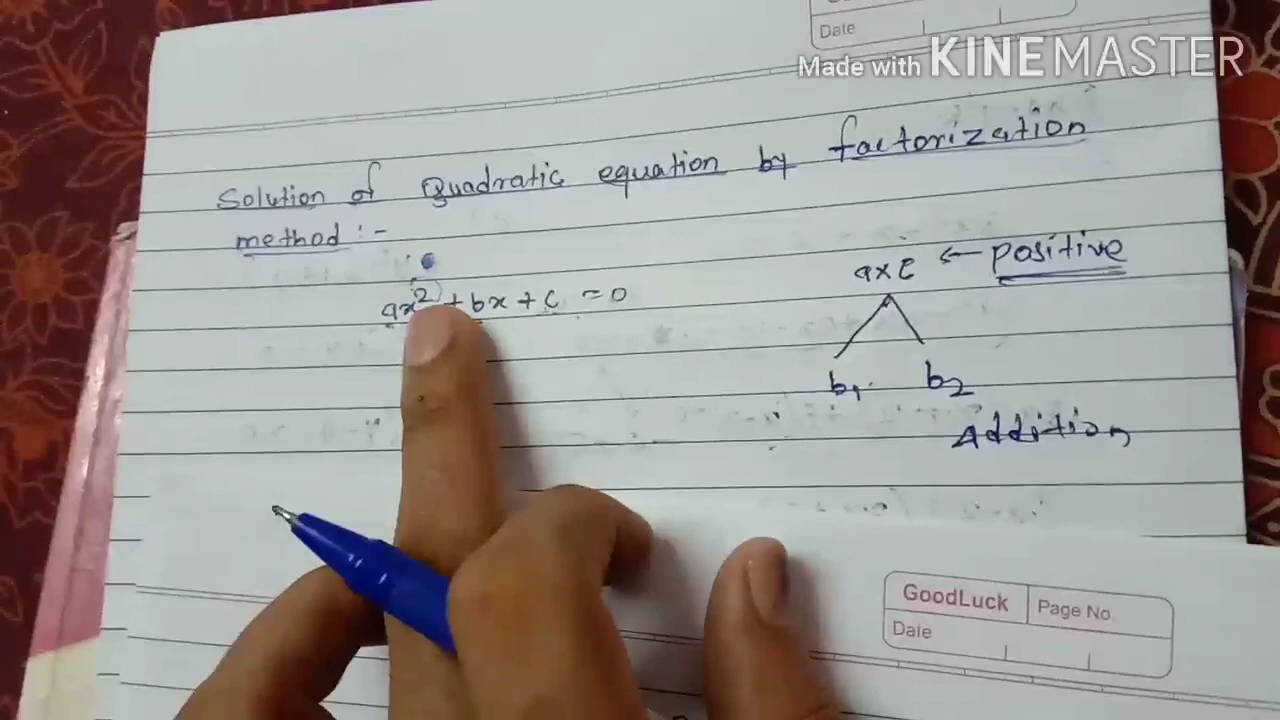 Date
Made with KINEMASTER
Solution of Quadratic equation by factorization
method :-
ax² + bx + c = 0
a x c ← positive
b₁ b₂
Addition
GoodLuck Page No.
Date